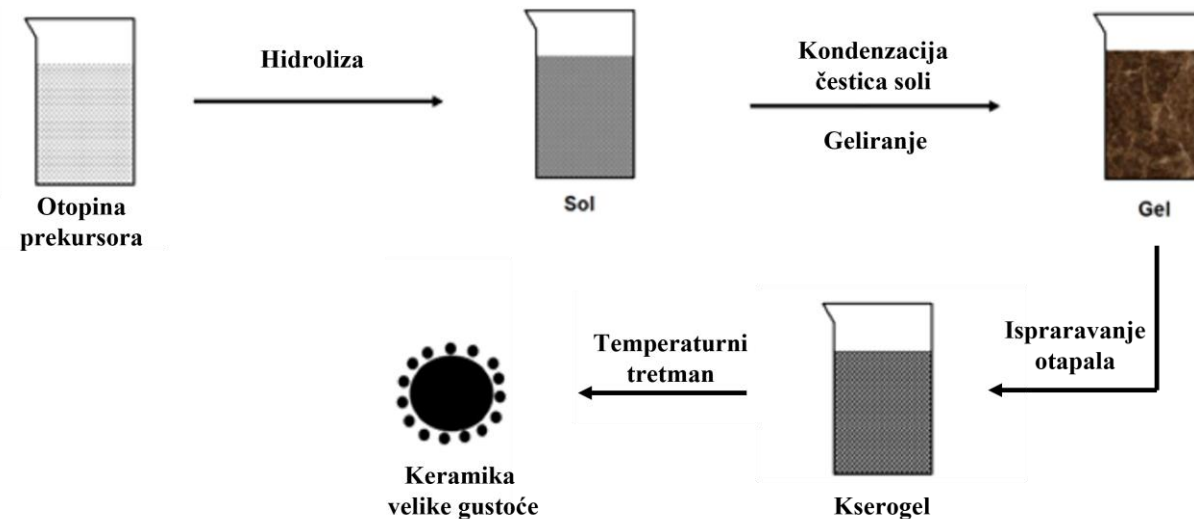 Hidroliza
Kondenzacija
čestica soli
Geliranje
Otopina
prekursora
Sol
Gel
Ispraravanje
otapala
Temperaturni
tretman
Keramika
velike gustoće
Kserogel